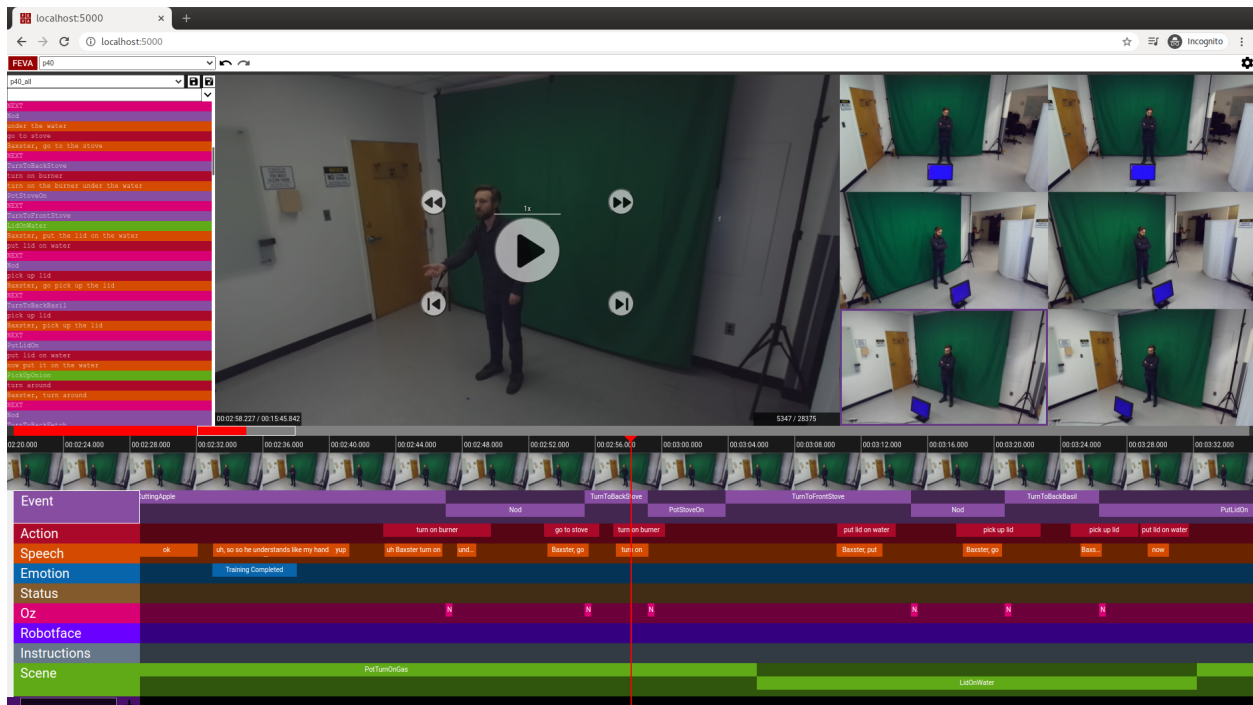 localhost:5000
localhost:5000
Incognito
FEVA
p40
p40_all
NEXT
Nod
under the water
go to stove
Baxster, go to the stove
NEXT
TurnToBackStove
turn on burner
turn on the burner under the water
PotStoveOn
NEXT
TurnToFrontStove
LidOnWater
Baxster, put the lid on the water
put lid on water
NEXT
Nod
pick up lid
Baxster, go pick up the lid
NEXT
TurnToBackBasil
pick up lid
Baxster, pick up the lid
NEXT
PutLidOn
put lid on water
now put it on the water
PickUpOnion
turn around
Baxster, turn around
NEXT
Nod
1x
00:02:58.227 / 00:15:45.842
5347 / 28375
02:20.000 00:02:24.000 00:02:28.000 00:02:32.000 00:02:36.000 00:02:40.000 00:02:44.000 00:02:48.000 00:02:52.000 00:02:56.000 00:03:00.000 00:03:04.000 00:03:08.000 00:03:12.000 00:03:16.000 00:03:20.000 00:03:24.000 00:03:28.000 00:03:32.000
Event
CuttingApple TurnToBackStove TurnToFrontStove TurnToBackBasil
Nod PotStoveOn Nod PutLidOn
Action turn on burner go to stove turn on burner put lid on water pick up lid pick up lid put lid on water
Speech ok uh, so so he understands like my hand yup uh Baxster turn on und... Baxster, go turn on Baxster, put Baxster, go Baxs... now
Emotion Training Completed
Status
Oz N N N N N N
Robotface
Instructions
Scene PotTurnOnGas
LidOnWater